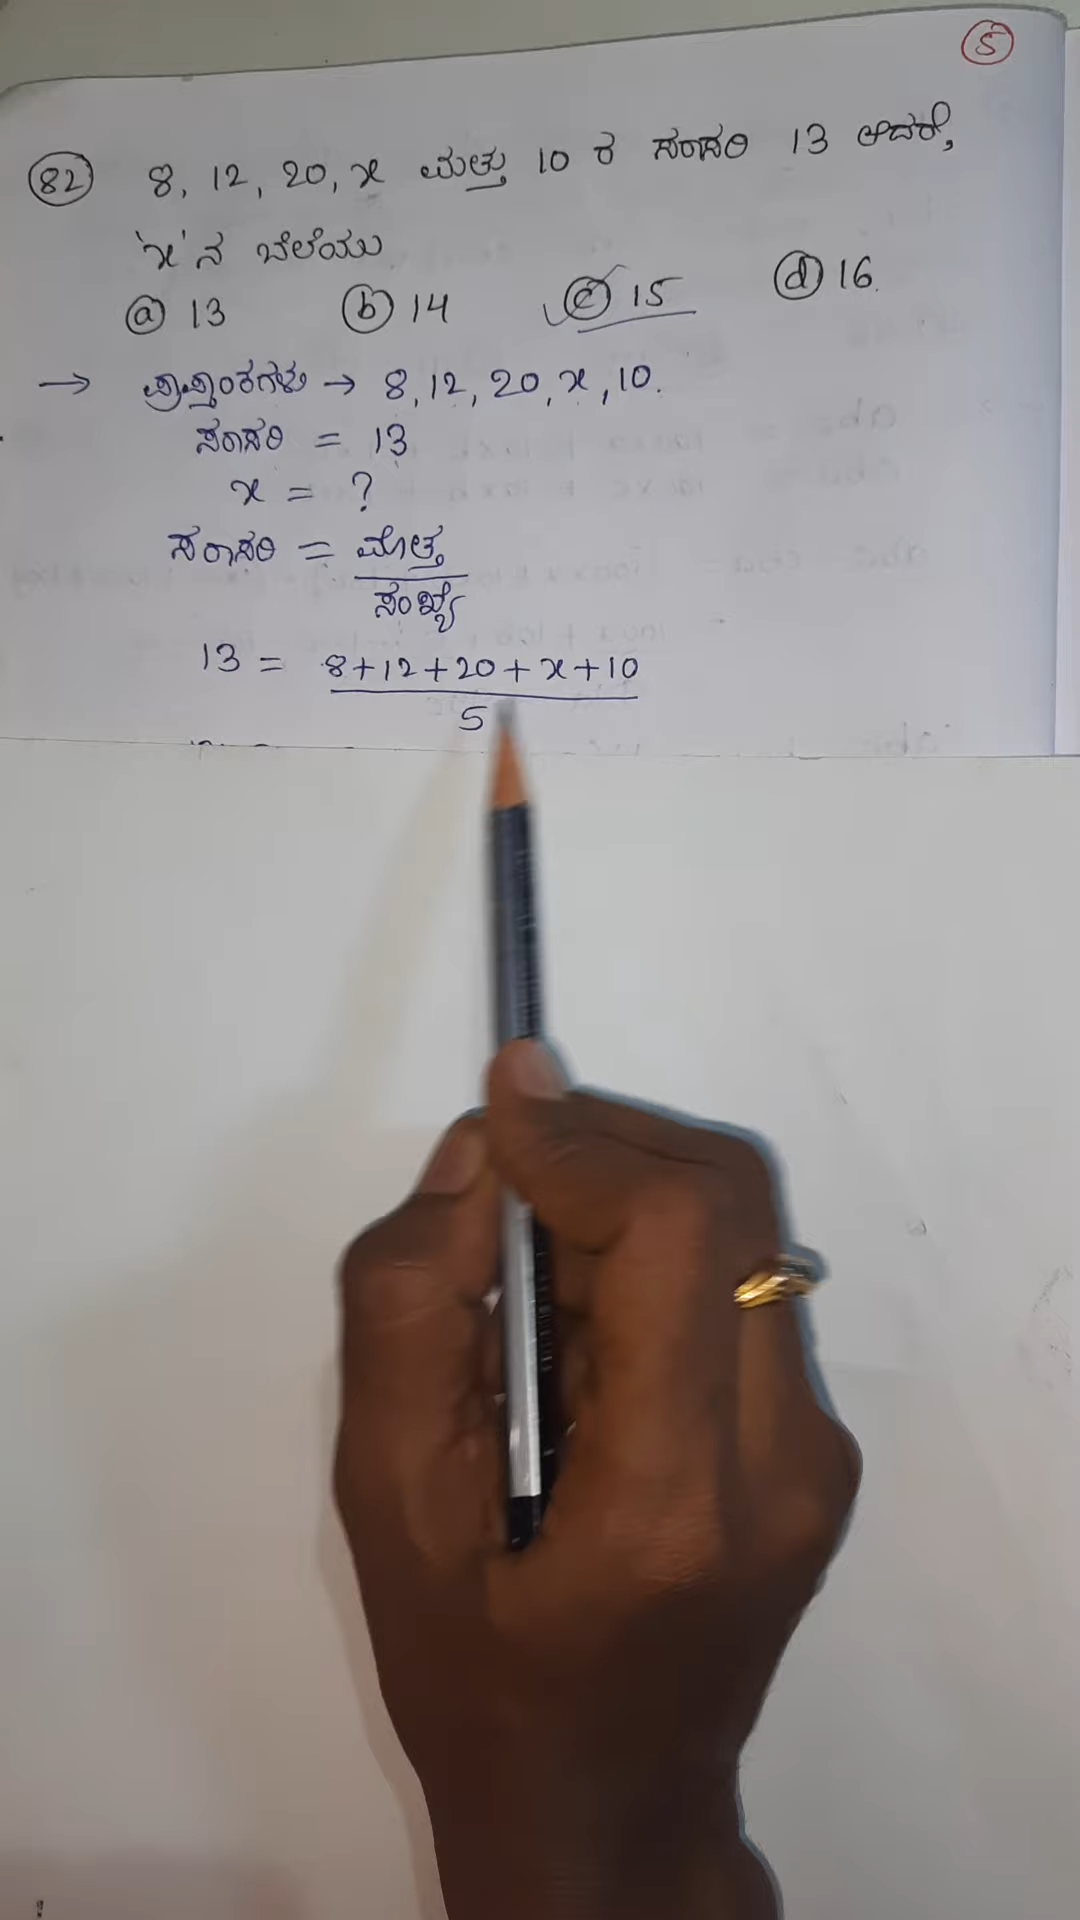 5
82 8, 12, 20, x ಮತ್ತು 10 ರ ಸರಾಸರಿ 13 ಆದರೆ,
'x' ನ ಬೆಲೆಯು
a 13 b 14 c 15 d 16.
→ ಪ್ರಾಪ್ತಾಂಕಗಳು → 8, 12, 20, x, 10.
ಸರಾಸರಿ = 13
x = ?
ಸರಾಸರಿ = ಮೊತ್ತ
ಸಂಖ್ಯೆ
13 = 8+12+20+x+10
5